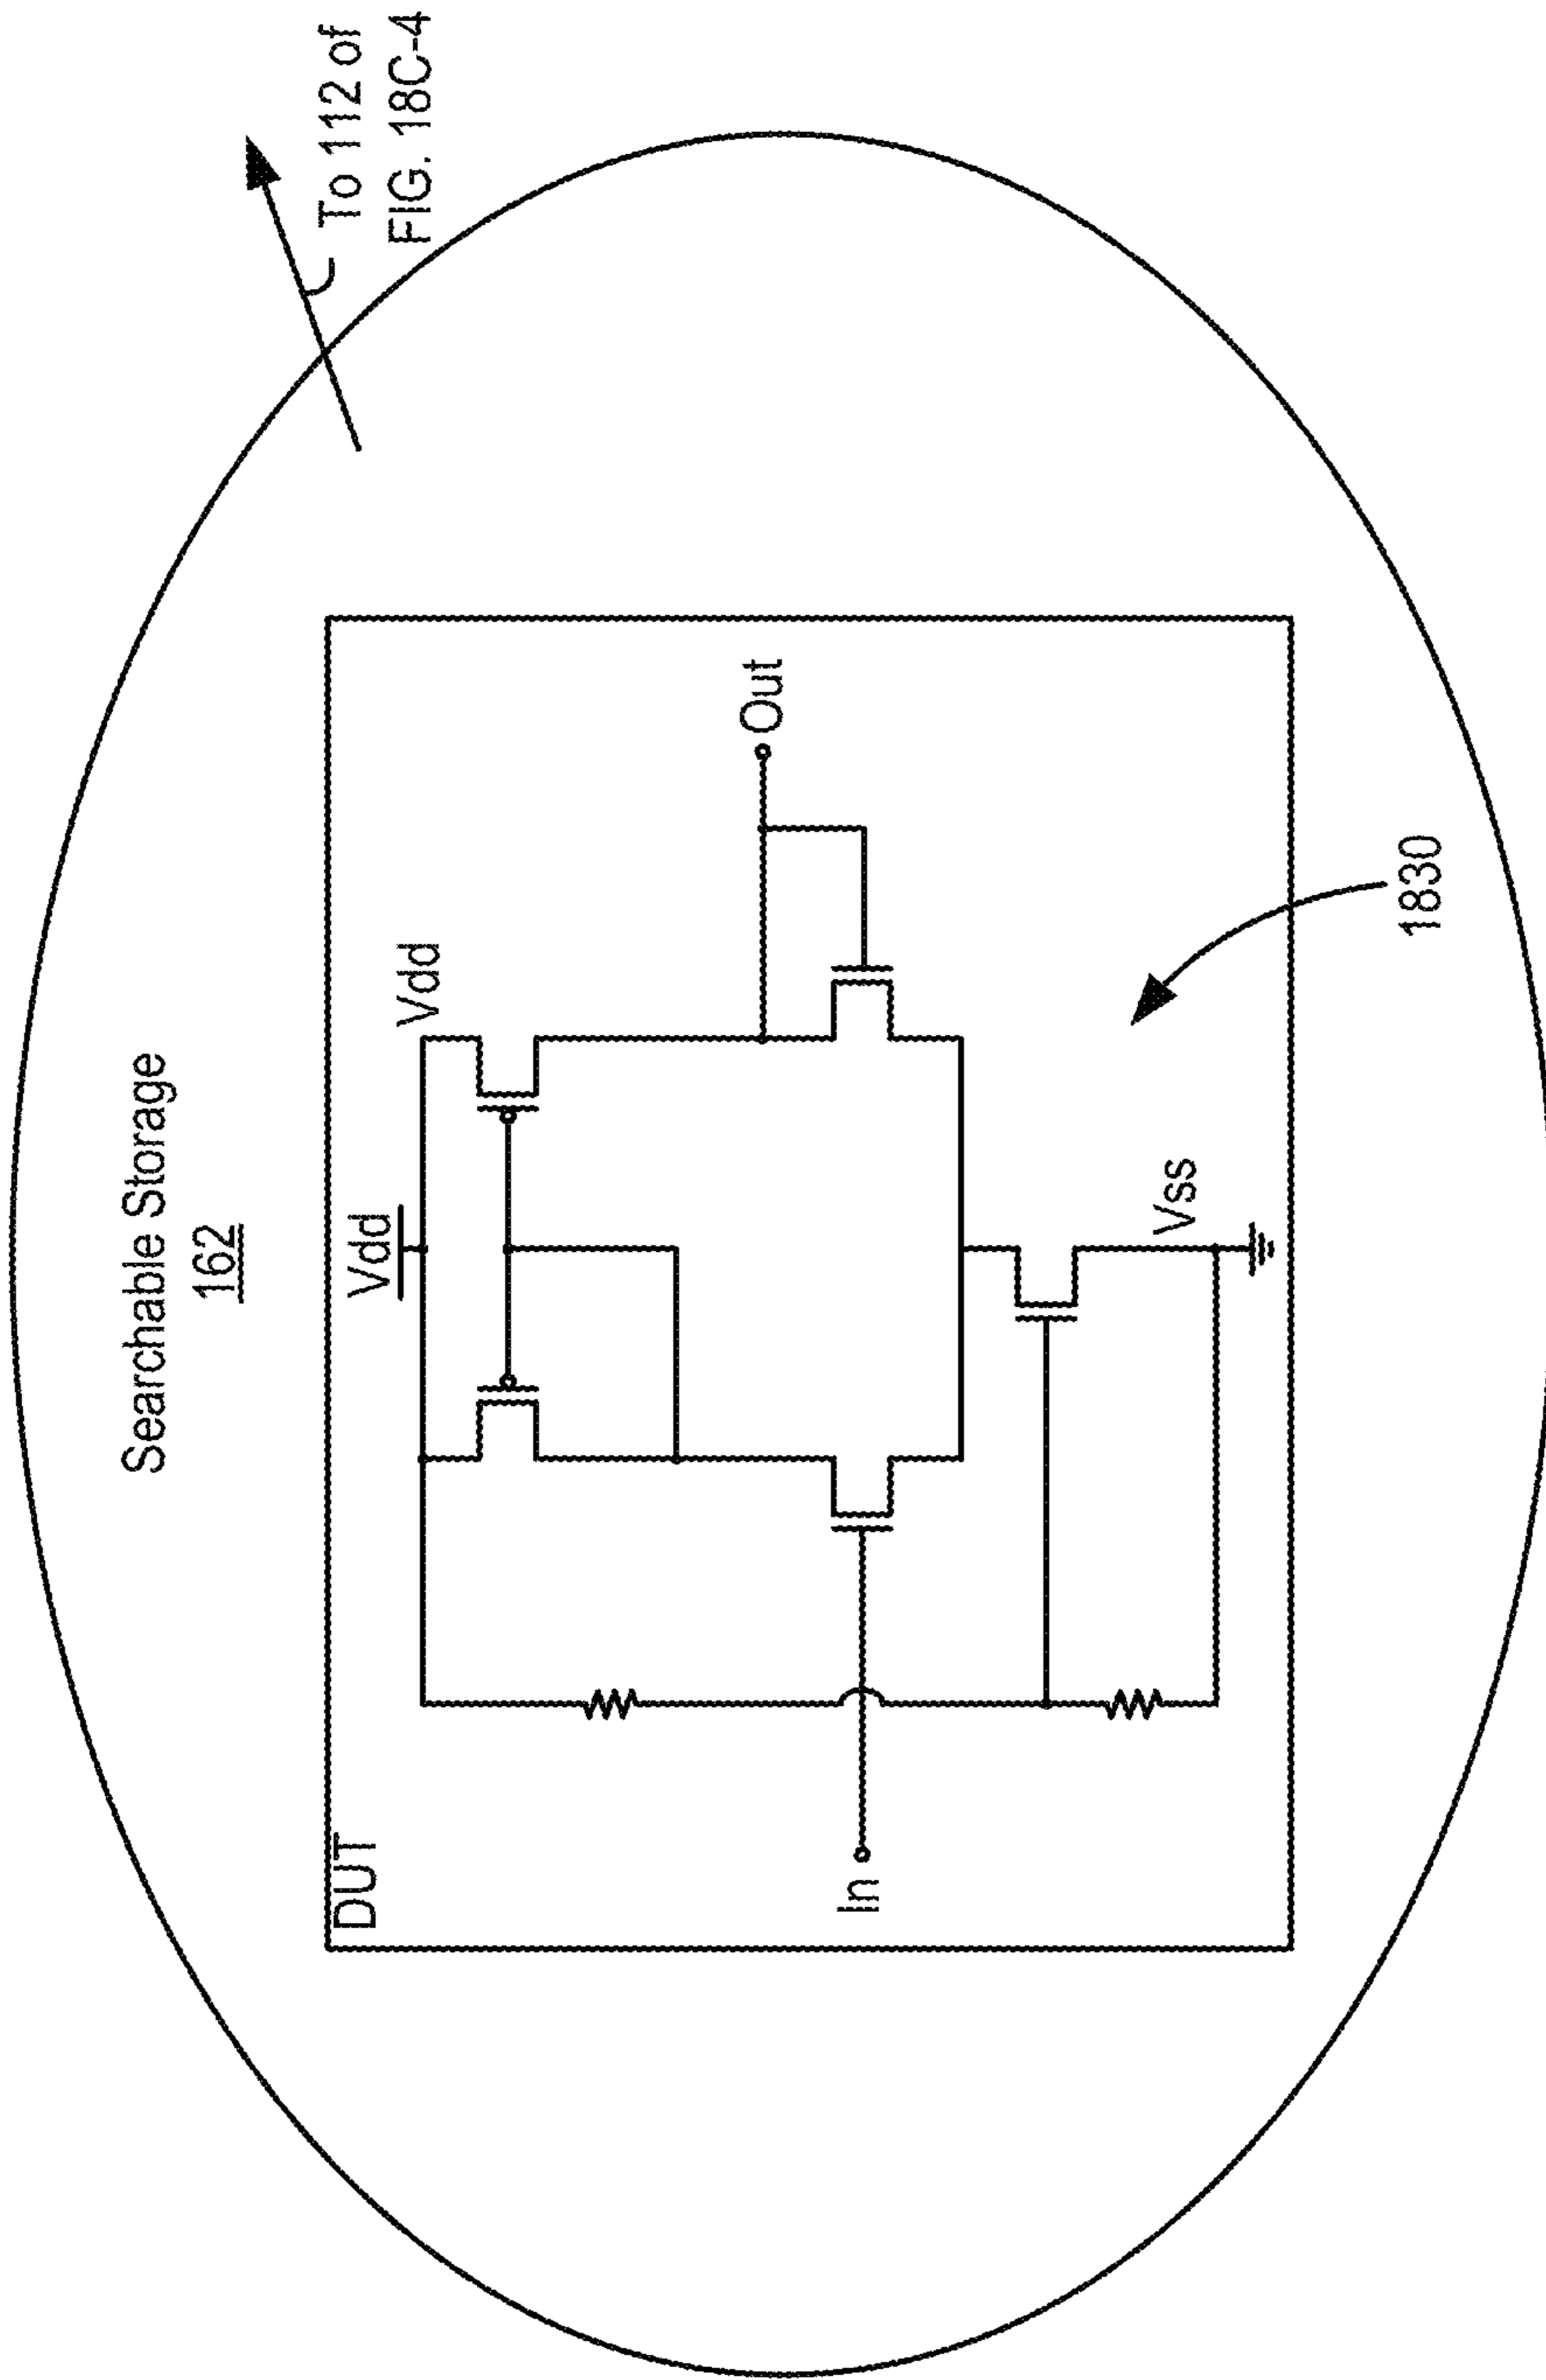 Searchable Storage
162
To 112 of
FIG. 18C-4
DUT
Vdd
Vdd
In
Out
Vss
1830